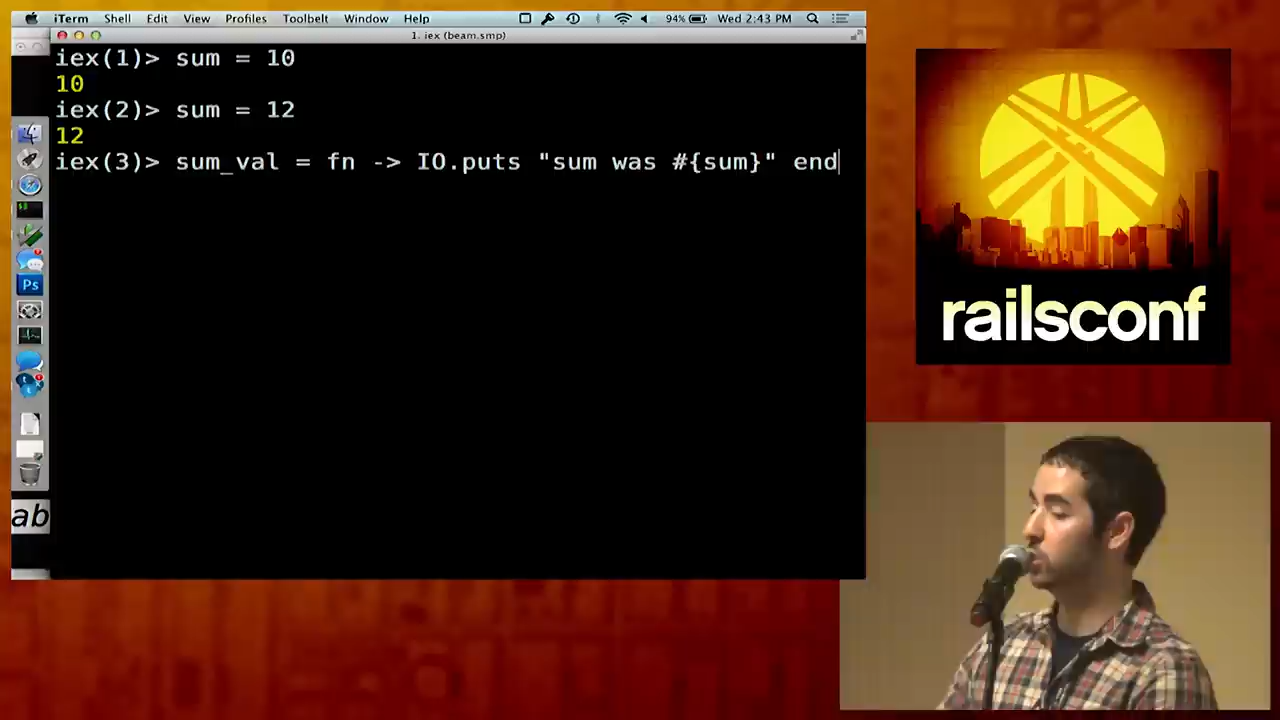 iTerm Shell Edit View Profiles Toolbelt Window Help 94% Wed 2:43 PM
1. iex (beam.smp)
iex(1)> sum = 10
10
iex(2)> sum = 12
12
iex(3)> sum_val = fn -> IO.puts "sum was #{sum}" end
Ps
ab
railsconf